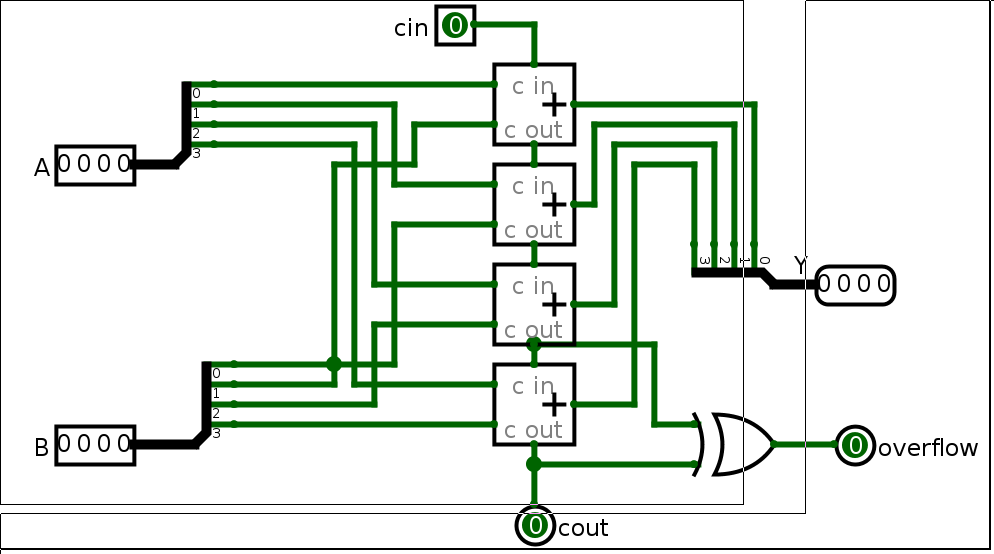 cin 0
c in
+
c out
0
1
2
3
A 0000
c in
+
c out
3 2 1 0
Y 0000
c in
+
c out
0
1
2
3
B 0000
c in
+
c out
0 overflow
0 cout